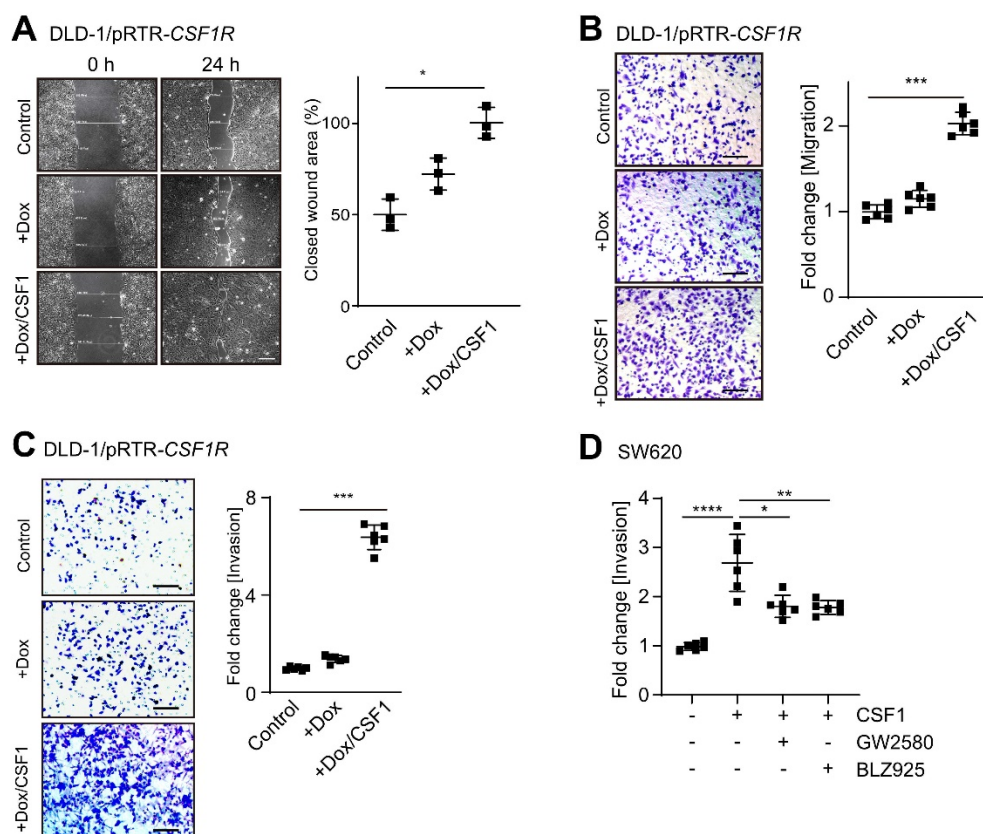 A DLD-1/pRTR-CSF1R
0 h 24 h
Control
+Dox
+Dox/CSF1
Closed wound area (%)
100
50
0
*
Control
+Dox
+Dox/CSF1
B DLD-1/pRTR-CSF1R
Control
+Dox
+Dox/CSF1
Fold change [Migration]
2
1
0
***
Control
+Dox
+Dox/CSF1
C DLD-1/pRTR-CSF1R
Control
+Dox
+Dox/CSF1
Fold change [Invasion]
8
4
0
***
Control
+Dox
+Dox/CSF1
D SW620
Fold change [Invasion]
4
3
2
1
0
**
**** *
- + + + CSF1
- - + - GW2580
- - - + BLZ925